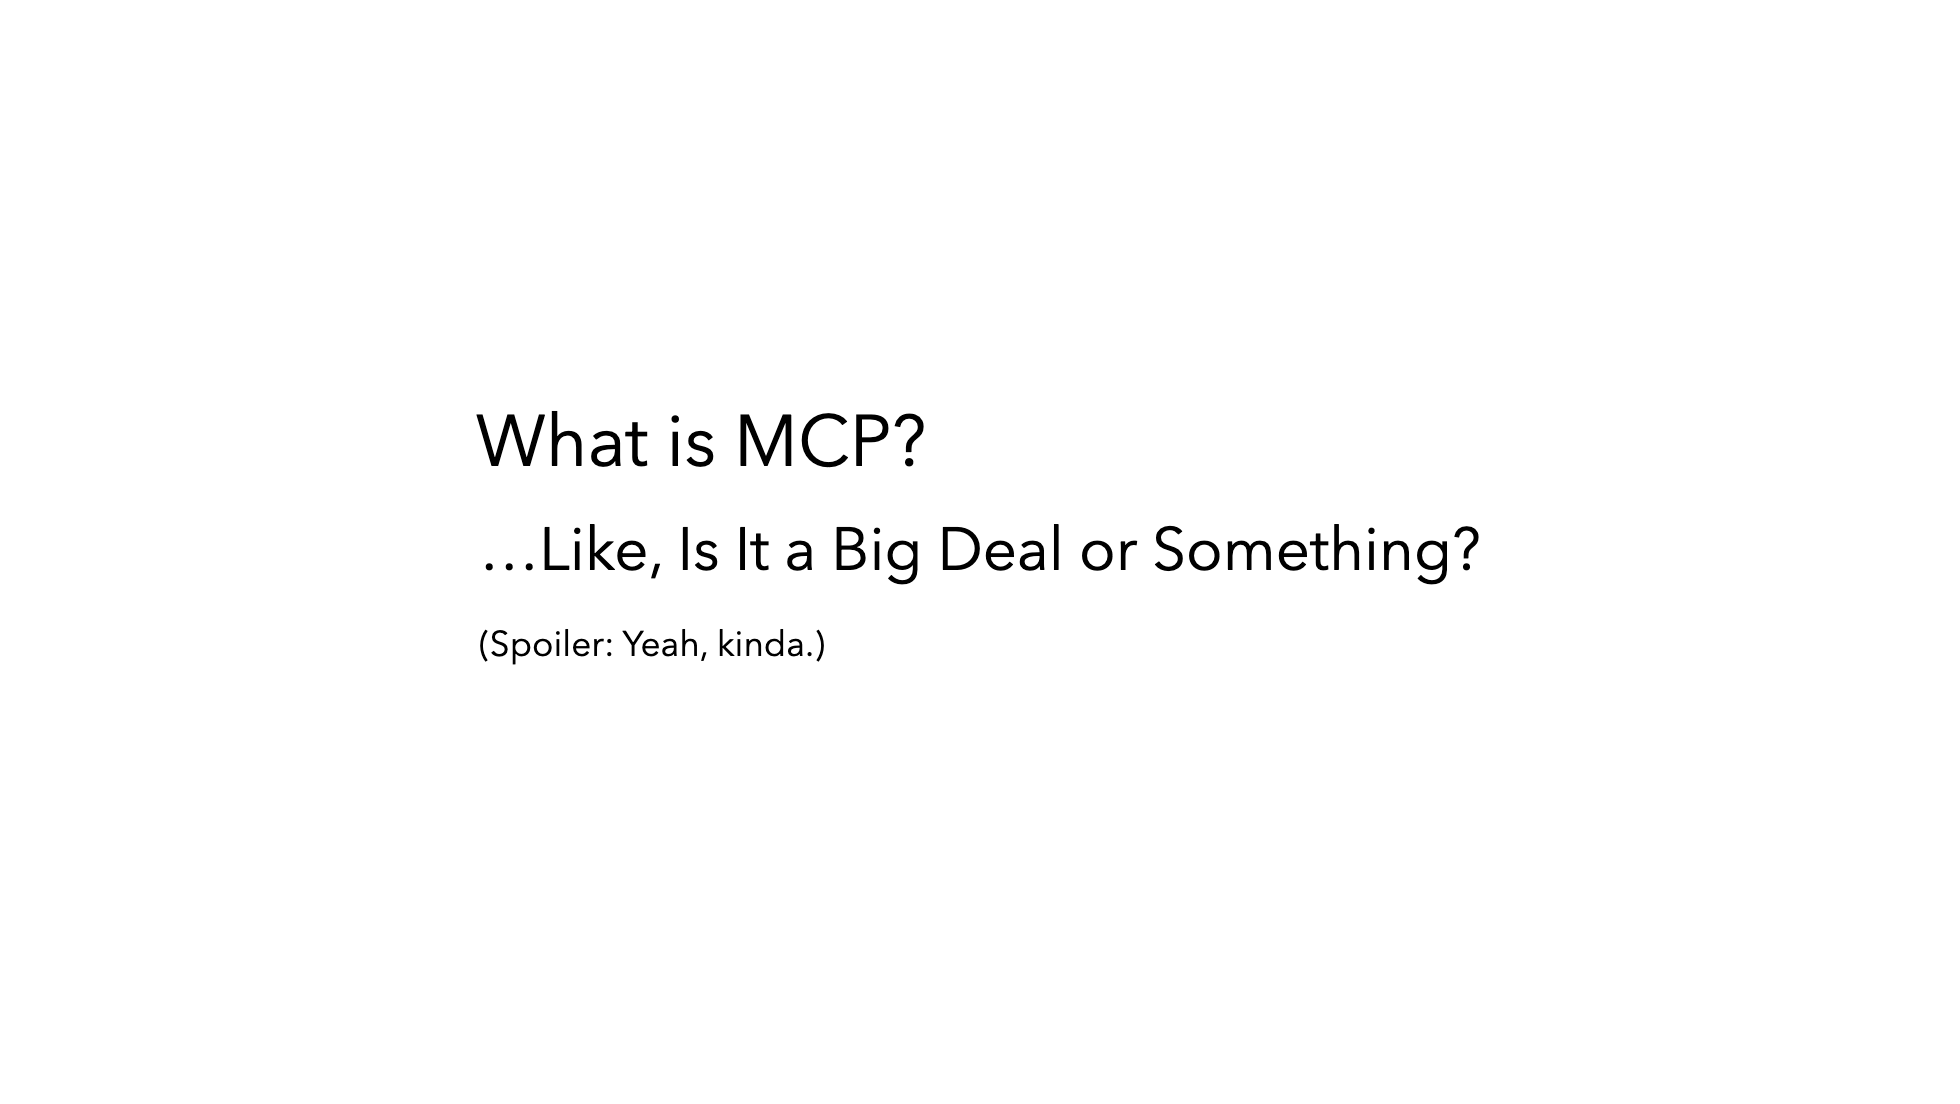 What is MCP?
…Like, Is It a Big Deal or Something?
(Spoiler: Yeah, kinda.)